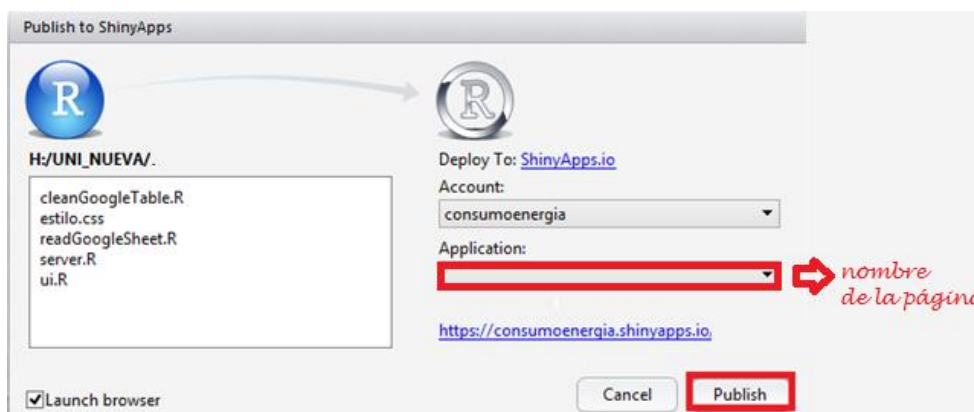 Publish to ShinyApps
R
R
H:/UNI_NUEVA/.
cleanGoogleTable.R
estilo.css
readGoogleSheet.R
server.R
ui.R
Deploy To: ShinyApps.io
Account:
consumoenergia
Application:
nombre
de la página
https://consumoenergia.shinyapps.io,
Launch browser
Cancel
Publish